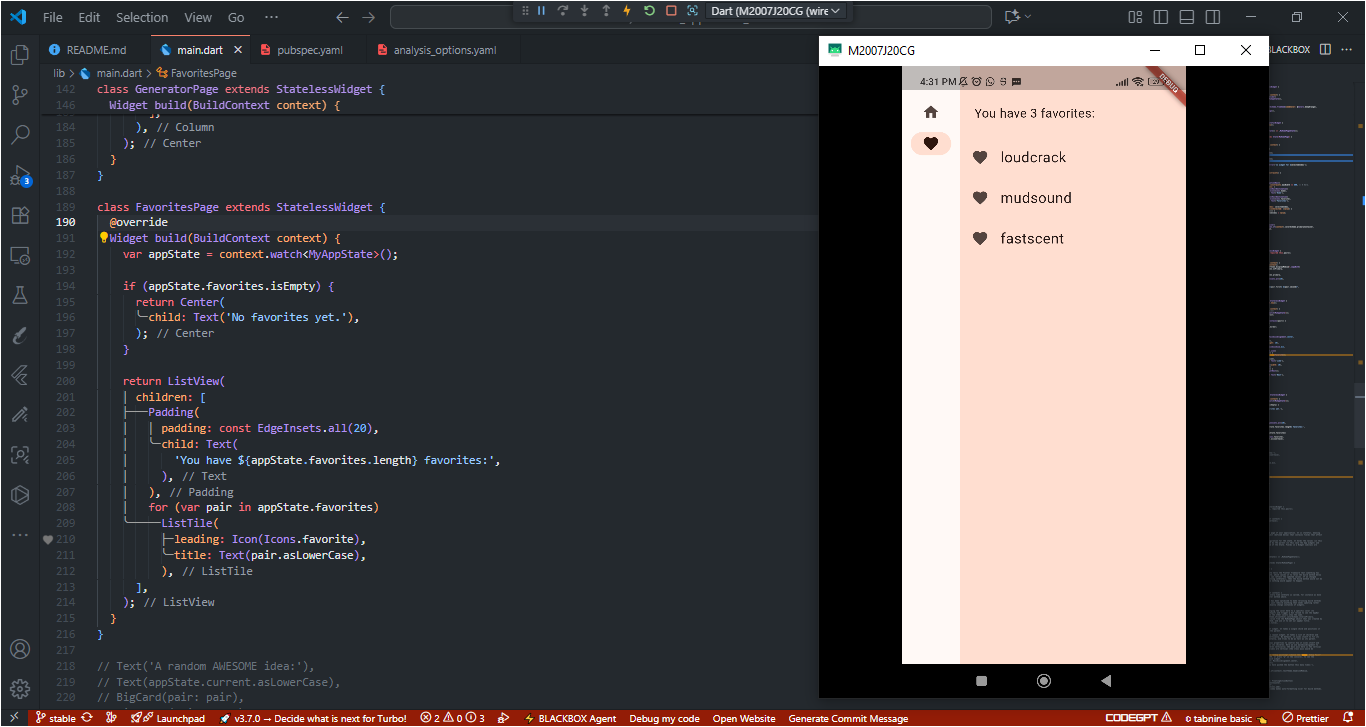 File Edit Selection View Go ···
Dart (M2007J20CG (wire
README.md
main.dart
pubspec.yaml
analysis_options.yaml
BLACKBOX
lib > main.dart > FavoritesPage
142 class GeneratorPage extends StatelessWidget {
146 Widget build(BuildContext context) {
184 ), // Column
185 ); // Center
186 }
187 }
188
189 class FavoritesPage extends StatelessWidget {
190 @override
191 Widget build(BuildContext context) {
192 var appState = context.watch<MyAppState>();
193
194 if (appState.favorites.isEmpty) {
195 return Center(
196 child: Text('No favorites yet.'),
197 ); // Center
198 }
199
200 return ListView(
201 children: [
202 Padding(
203 padding: const EdgeInsets.all(20),
204 child: Text(
205 'You have ${appState.favorites.length} favorites:',
206 ), // Text
207 ), // Padding
208 for (var pair in appState.favorites)
209 ListTile(
210 leading: Icon(Icons.favorite),
211 title: Text(pair.asLowerCase),
212 ), // ListTile
213 ],
214 ); // ListView
215 }
216 }
217
218 // Text('A random AWESOME idea:'),
219 // Text(appState.current.asLowerCase),
220 // BigCard(pair: pair),
3
M2007J20CG
4:31 PM
DEBUG
You have 3 favorites:
loudcrack
mudsound
fastscent
stable Launchpad v3.7.0 → Decide what is next for Turbo! 2 0 3 BLACKBOX Agent Debug my code Open Website Generate Commit Message CODEGPT tabnine basic Prettier